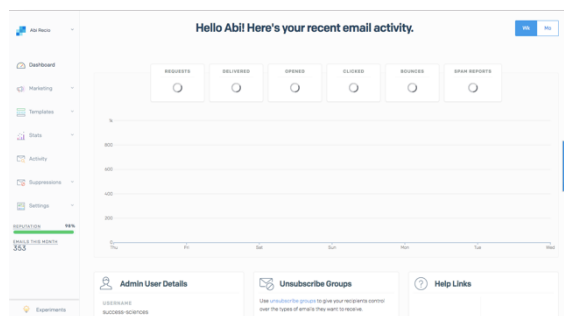 Abi Recio
Hello Abi! Here's your recent email activity.
Wk
Mo
Dashboard
Marketing
Templates
Stats
Activity
Suppressions
Settings
REPUTATION 98%
EMAILS THIS MONTH
353
Experiments
REQUESTS
DELIVERED
OPENED
CLICKED
BOUNCES
SPAM REPORTS
1k
800
600
400
200
0
Thu
Fri
Sat
Sun
Mon
Tue
Wed
Admin User Details
USERNAME
SUCCESS-SCIENCES
Unsubscribe Groups
Use unsubscribe groups to give your recipients control
over the types of emails they want to receive
Help Links